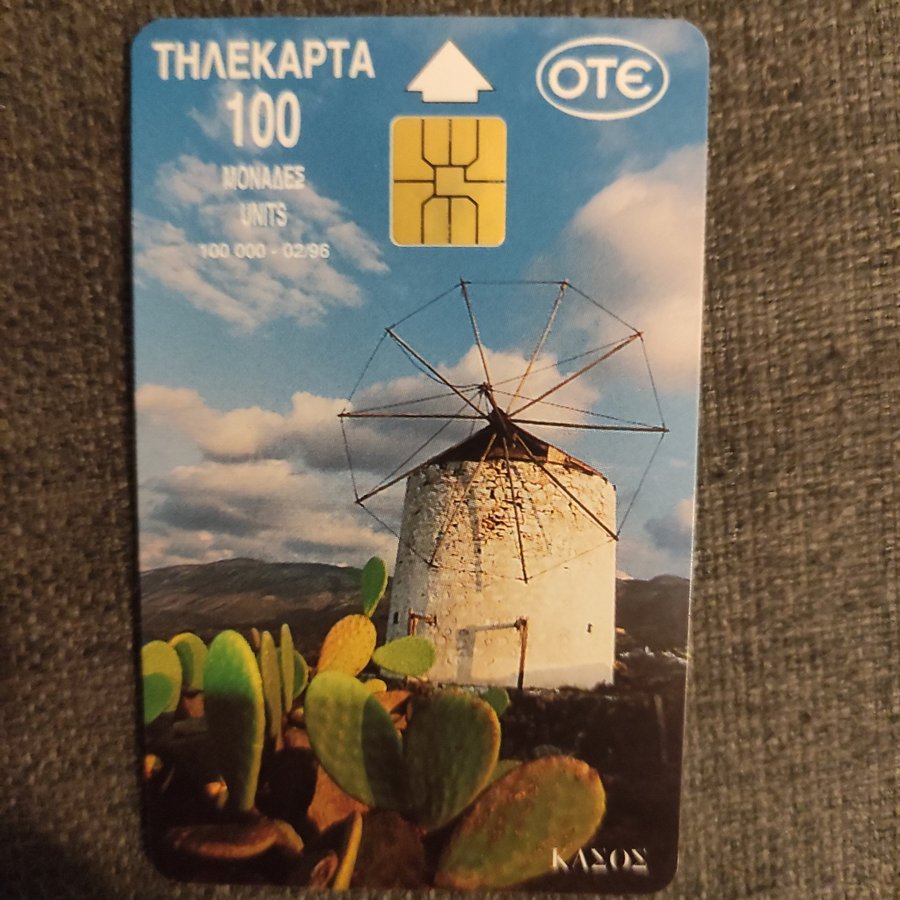 ΤΗΛΕΚΑΡΤΑ
100
ΜΟΝΑΔΕΣ
UNITS
100 000 - 02/96
ΟΤΕ
ΚΑΣΟΣ